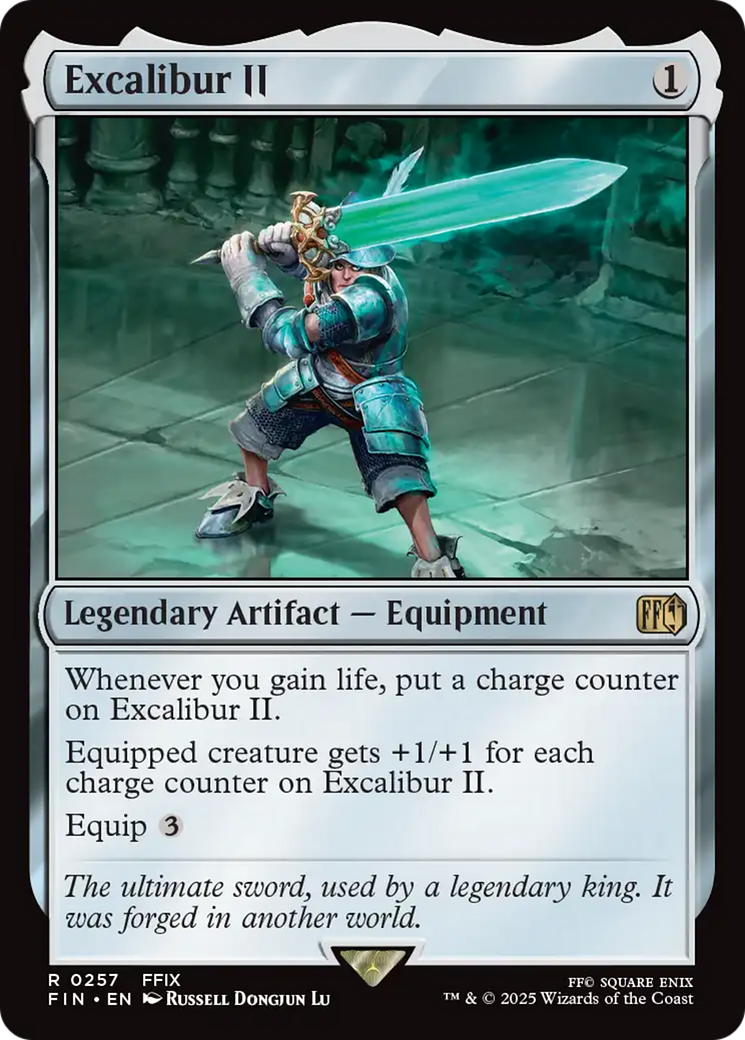 Excalibur II 1
Legendary Artifact — Equipment FF
Whenever you gain life, put a charge counter
on Excalibur II.
Equipped creature gets +1/+1 for each
charge counter on Excalibur II.
Equip 3
The ultimate sword, used by a legendary king. It
was forged in another world.
R 0257 FFIX
FIN • EN Russell Dongjun Lu
FF© SQUARE ENIX
™ & © 2025 Wizards of the Coast